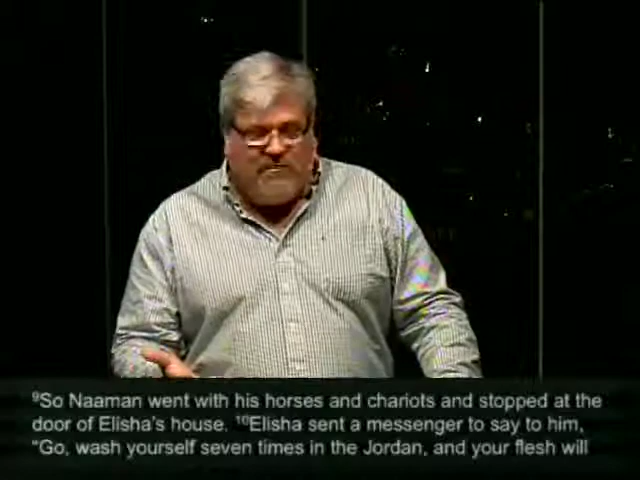 ⁹So Naaman went with his horses and chariots and stopped at the
door of Elisha's house. ¹⁰Elisha sent a messenger to say to him,
“Go, wash yourself seven times in the Jordan, and your flesh will